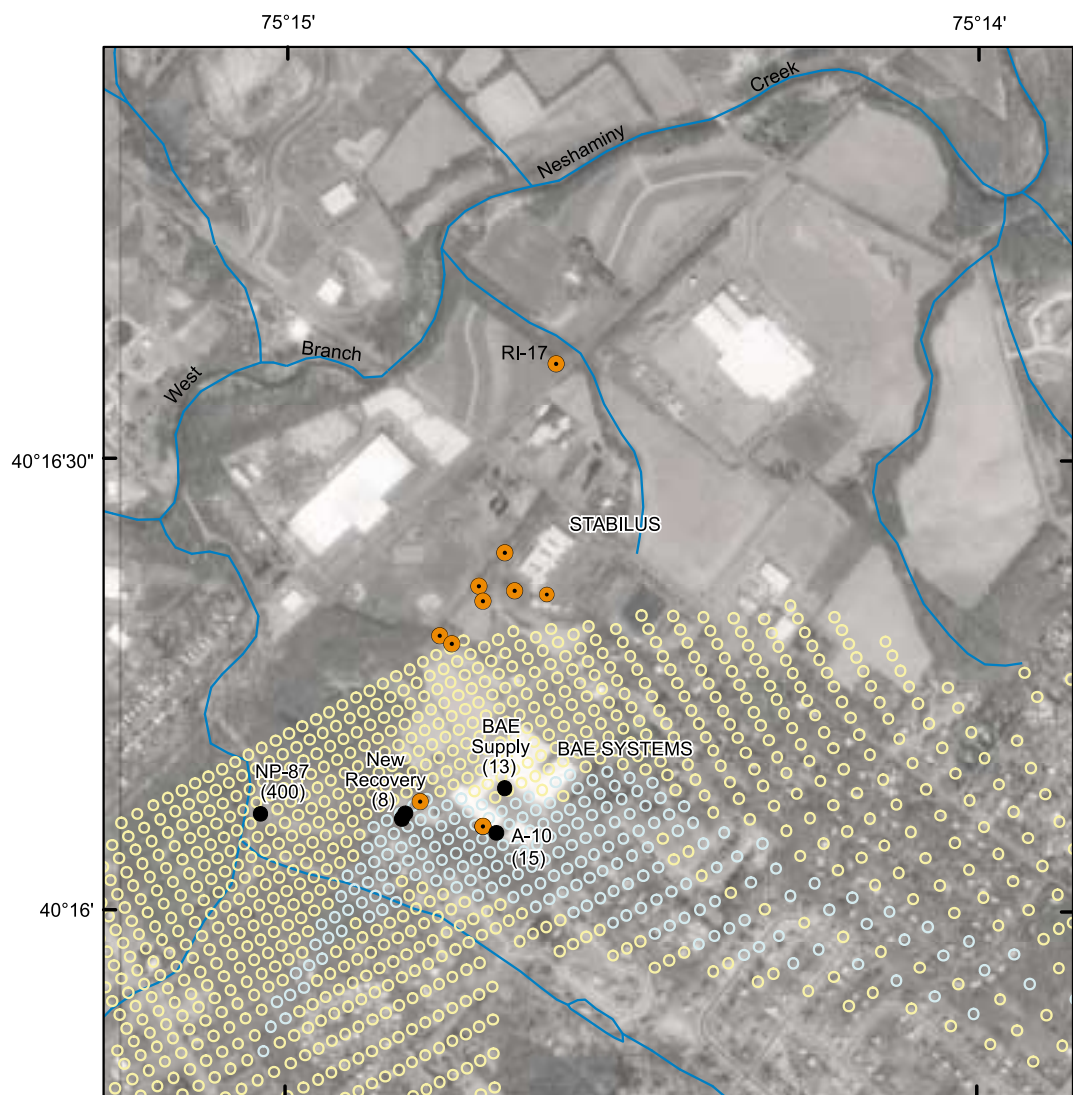 75°15'
75°14'
Creek
Neshaminy
RI-17
Branch
West
40°16'30"
STABILUS
BAE
Supply
(13)
BAE SYSTEMS
New
Recovery
(8)
NP-87
(400)
A-10
(15)
40°16'